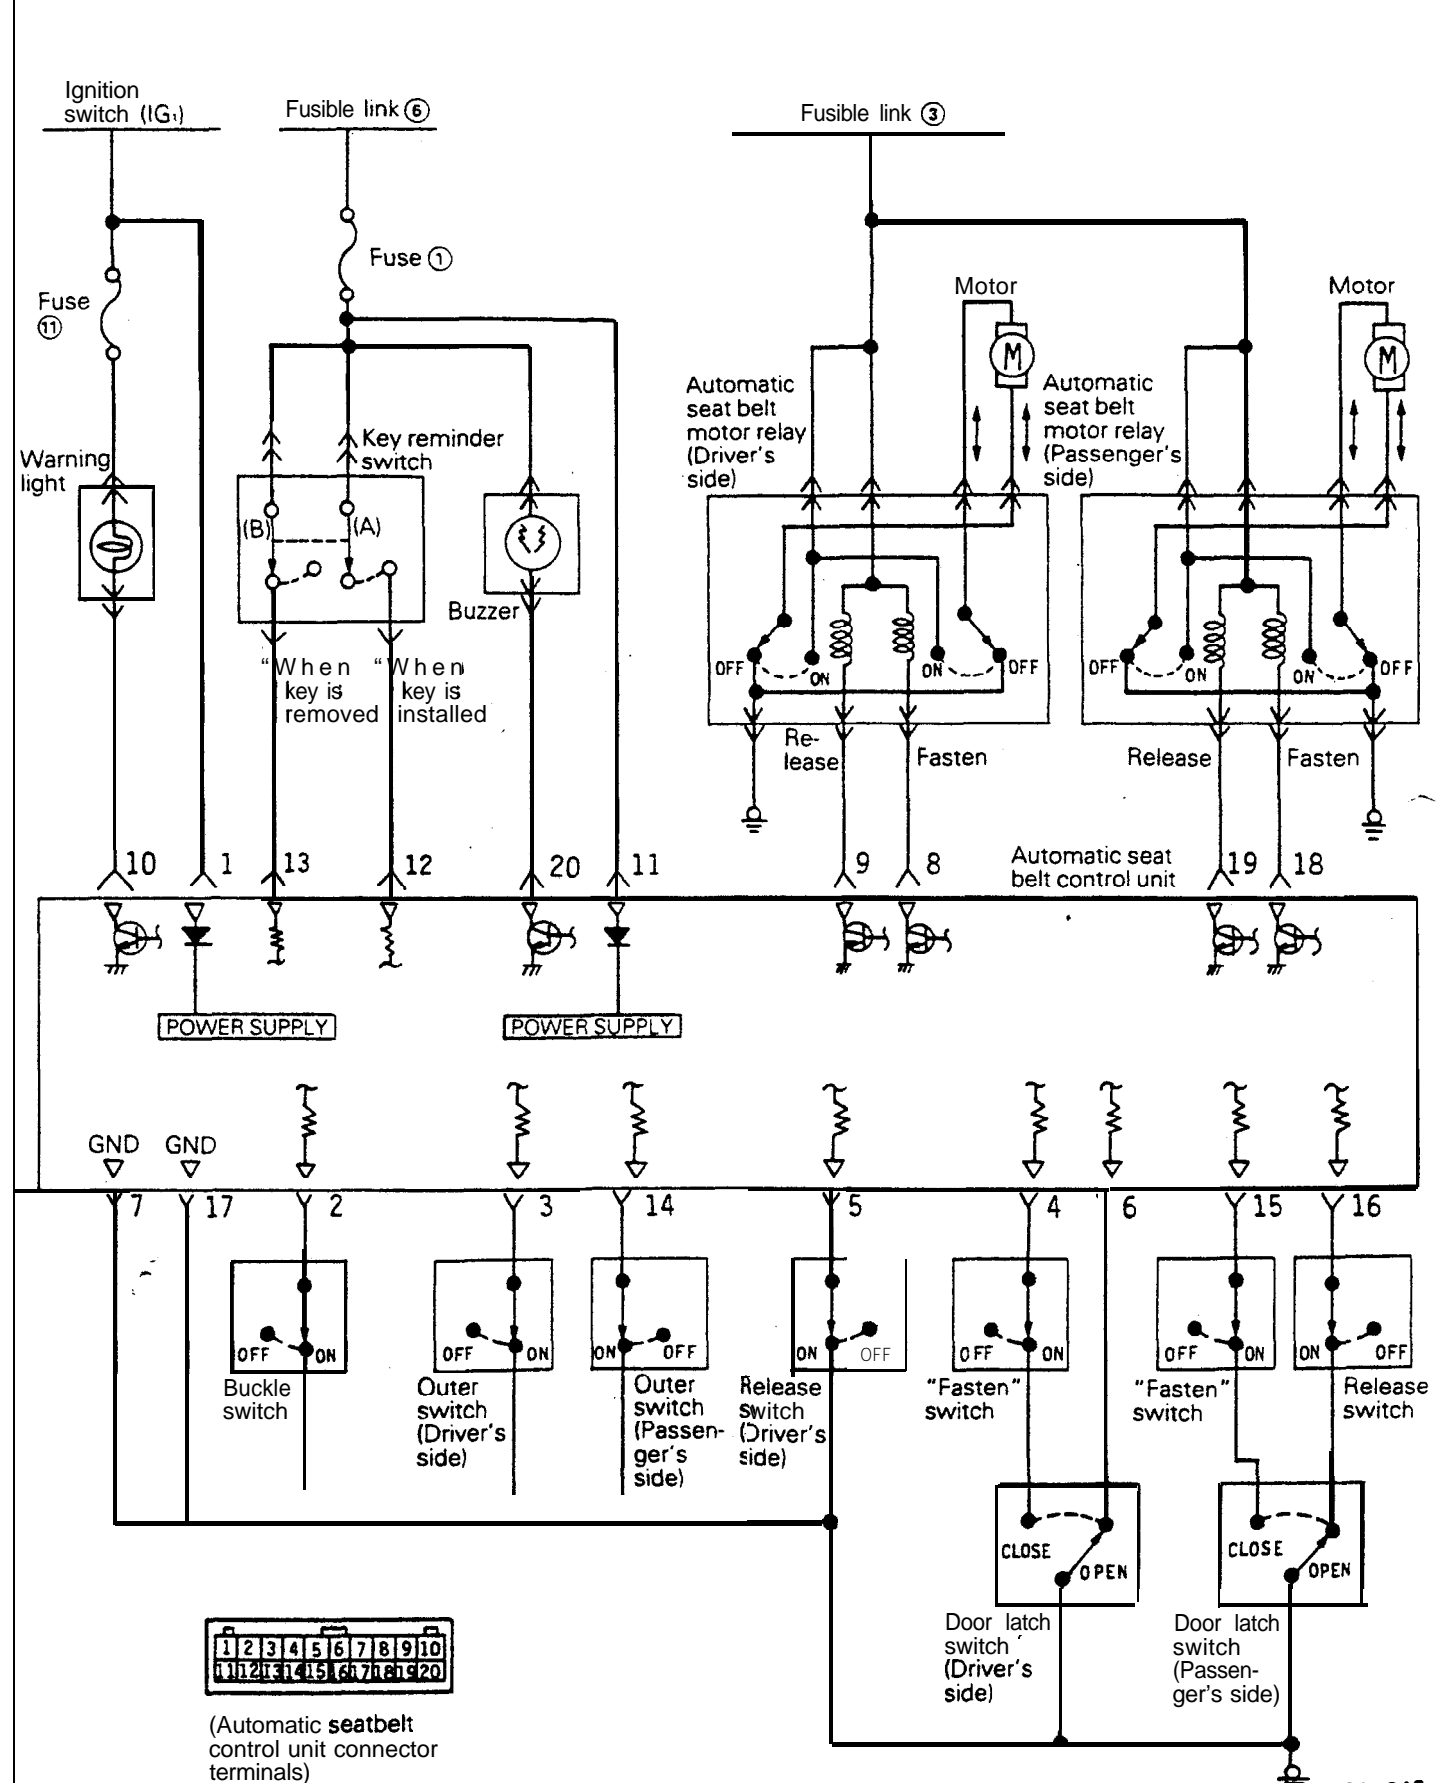 Ignition
switch (IG₁)
Fusible link ⑥
Fusible link ③
Fuse ①
Fuse
⑪
Motor
Motor
M
M
Automatic
seat belt
motor relay
(Driver's
side)
Automatic
seat belt
motor relay
(Passenger's
side)
Key reminder
switch
Warning
light
(B)
(A)
Buzzer
"When
key is
removed
"When
key is
installed
OFF
ON
ON
OFF
OFF
ON
ON
OFF
Re-
lease
Fasten
Release
Fasten
Automatic seat
belt control unit
10
1
13
12
20
11
9
8
19
18
POWER SUPPLY
POWER SUPPLY
GND
GND
7
17
2
3
14
5
4
6
15
16
OFF
ON
OFF
ON
ON
OFF
ON
OFF
OFF
ON
OFF
ON
ON
OFF
Buckle
switch
Outer
switch
(Driver's
side)
Outer
switch
(Passen-
ger's
side)
Release
switch
(Driver's
side)
"Fasten"
switch
"Fasten"
switch
Release
switch
CLOSE
OPEN
CLOSE
OPEN
Door latch
switch
(Driver's
side)
Door latch
switch
(Passen-
ger's side)
1 2 3 4 5 6 7 8 9 10
11 12 13 14 15 16 17 18 19 20
(Automatic seatbelt
control unit connector
terminals)